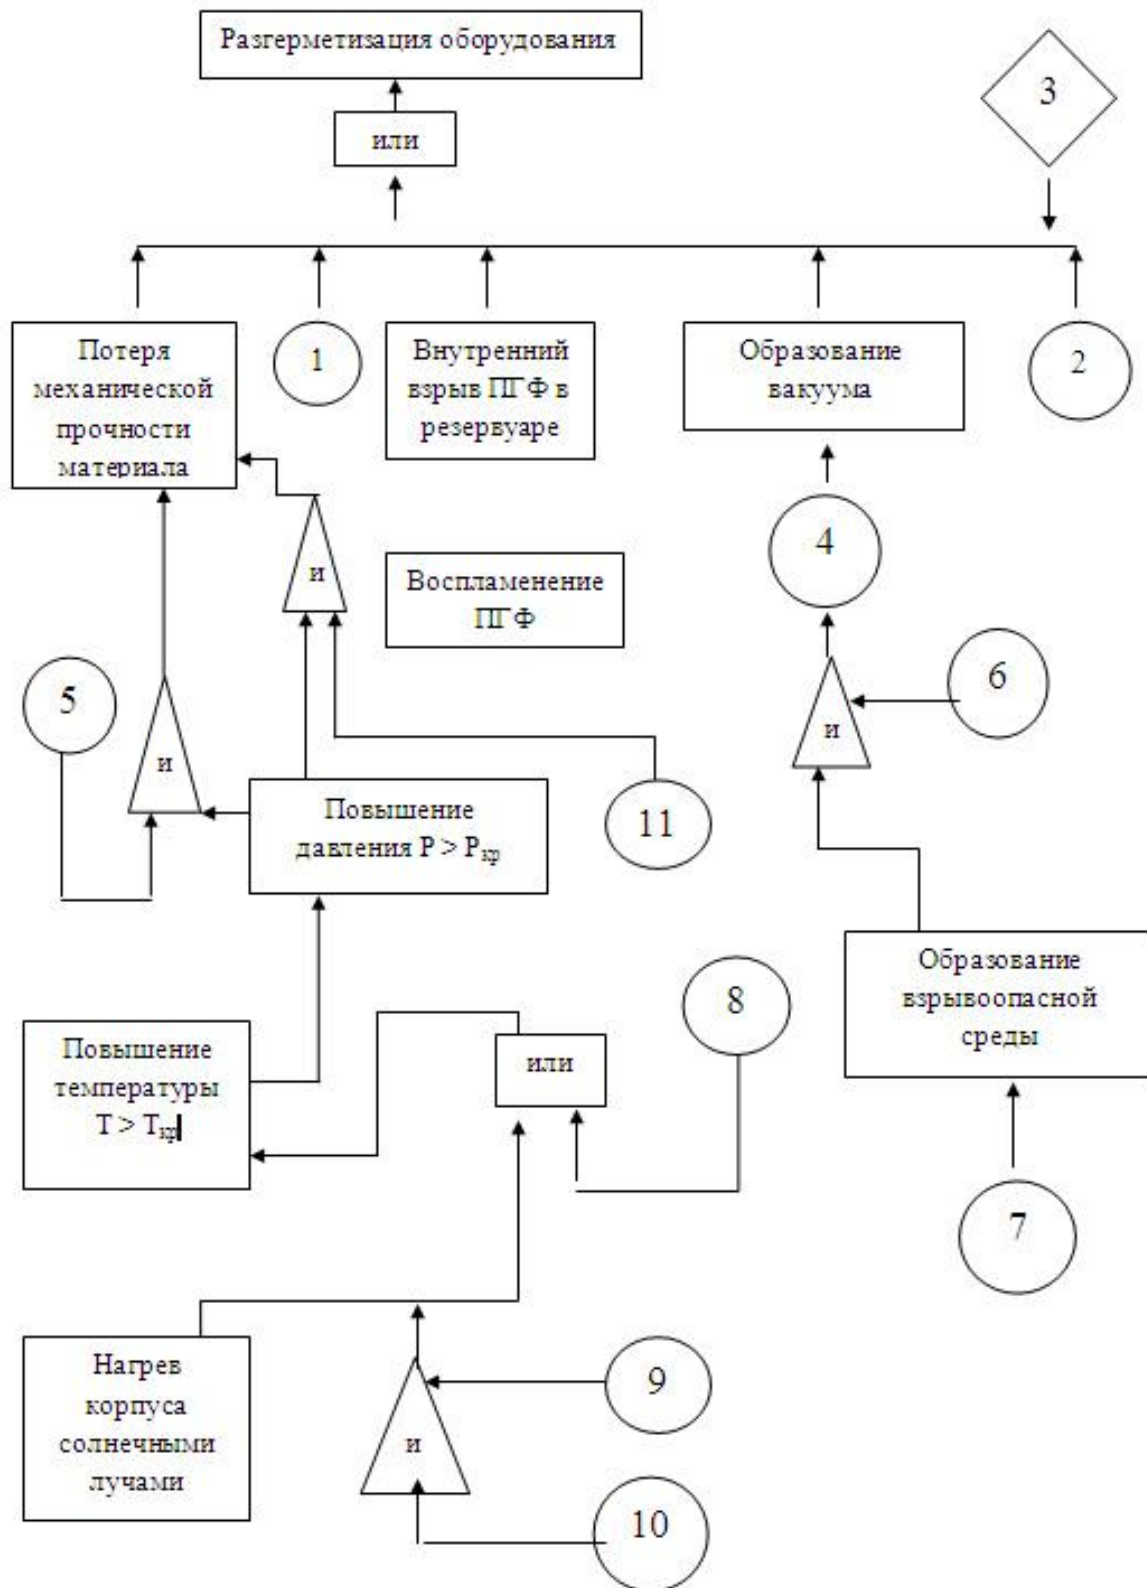 Разгерметизация оборудования
или
3
Потеря
механической
прочности
материала
1
Внутренний
взрыв ПГФ в
резервуаре
Образование
вакуума
2
и
Воспламенение
ПГФ
4
5
и
6
и
Повышение
давления Р > Ркр
11
Образование
взрывоопасной
среды
8
Повышение
температуры
Т > Ткр
или
7
Нагрев
корпуса
солнечными
лучами
9
и
10